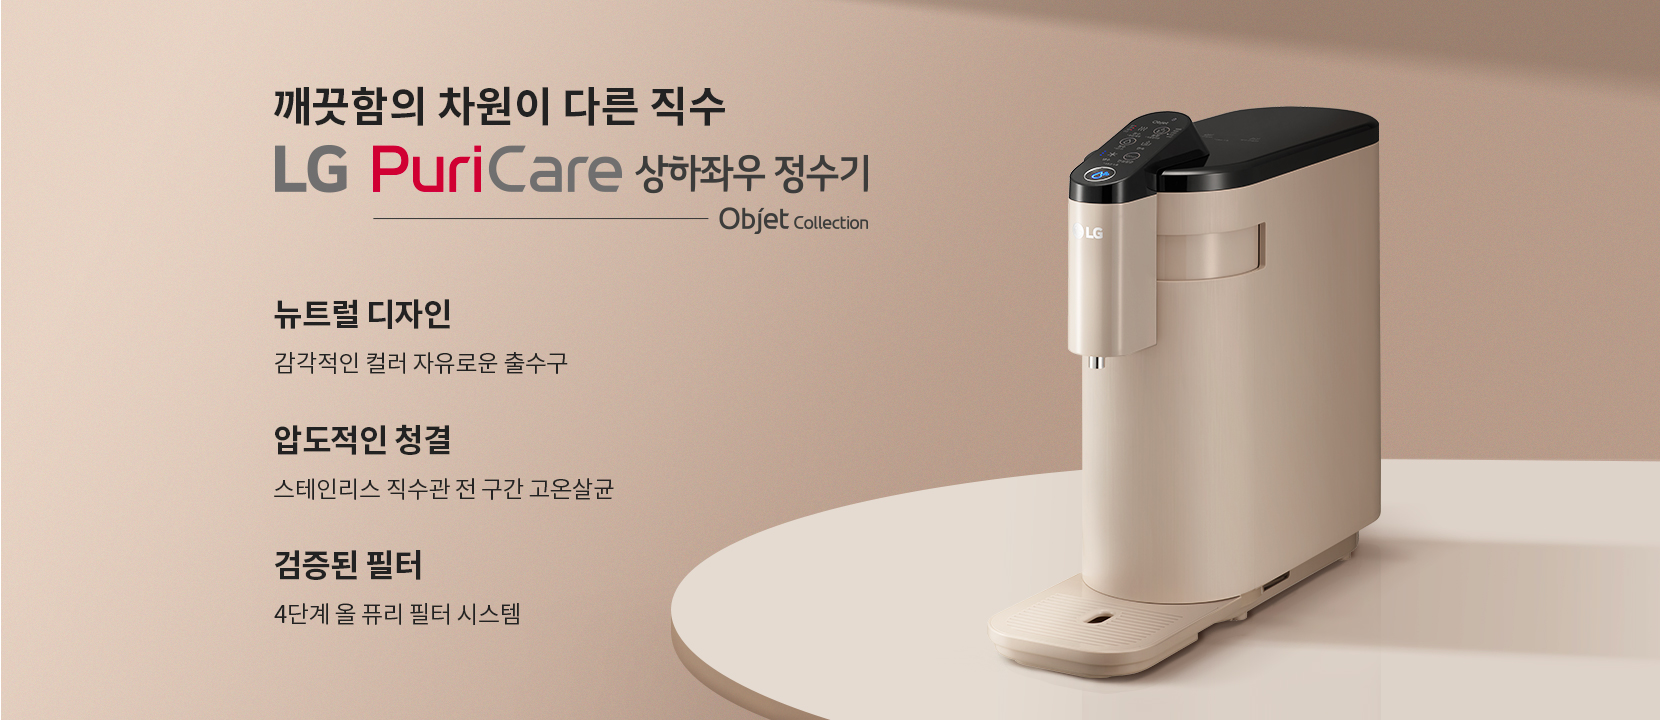 깨끗함의 차원이 다른 직수
LG PuriCare 상하좌우 정수기
Objet Collection
뉴트럴 디자인
감각적인 컬러 자유로운 출수구
압도적인 청결
스테인리스 직수관 전 구간 고온살균
검증된 필터
4단계 올 퓨리 필터 시스템
Objet
LG